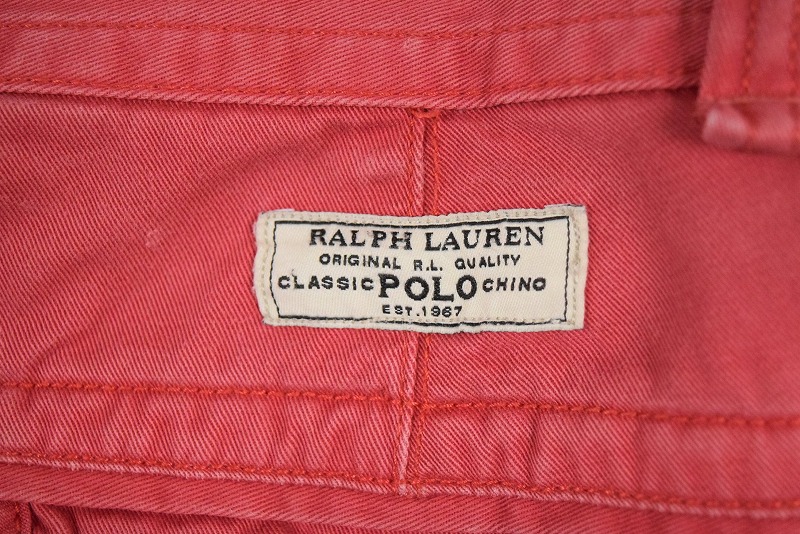 RALPH LAUREN
ORIGINAL R.L. QUALITY
CLASSIC POLO CHINO
EST.1967